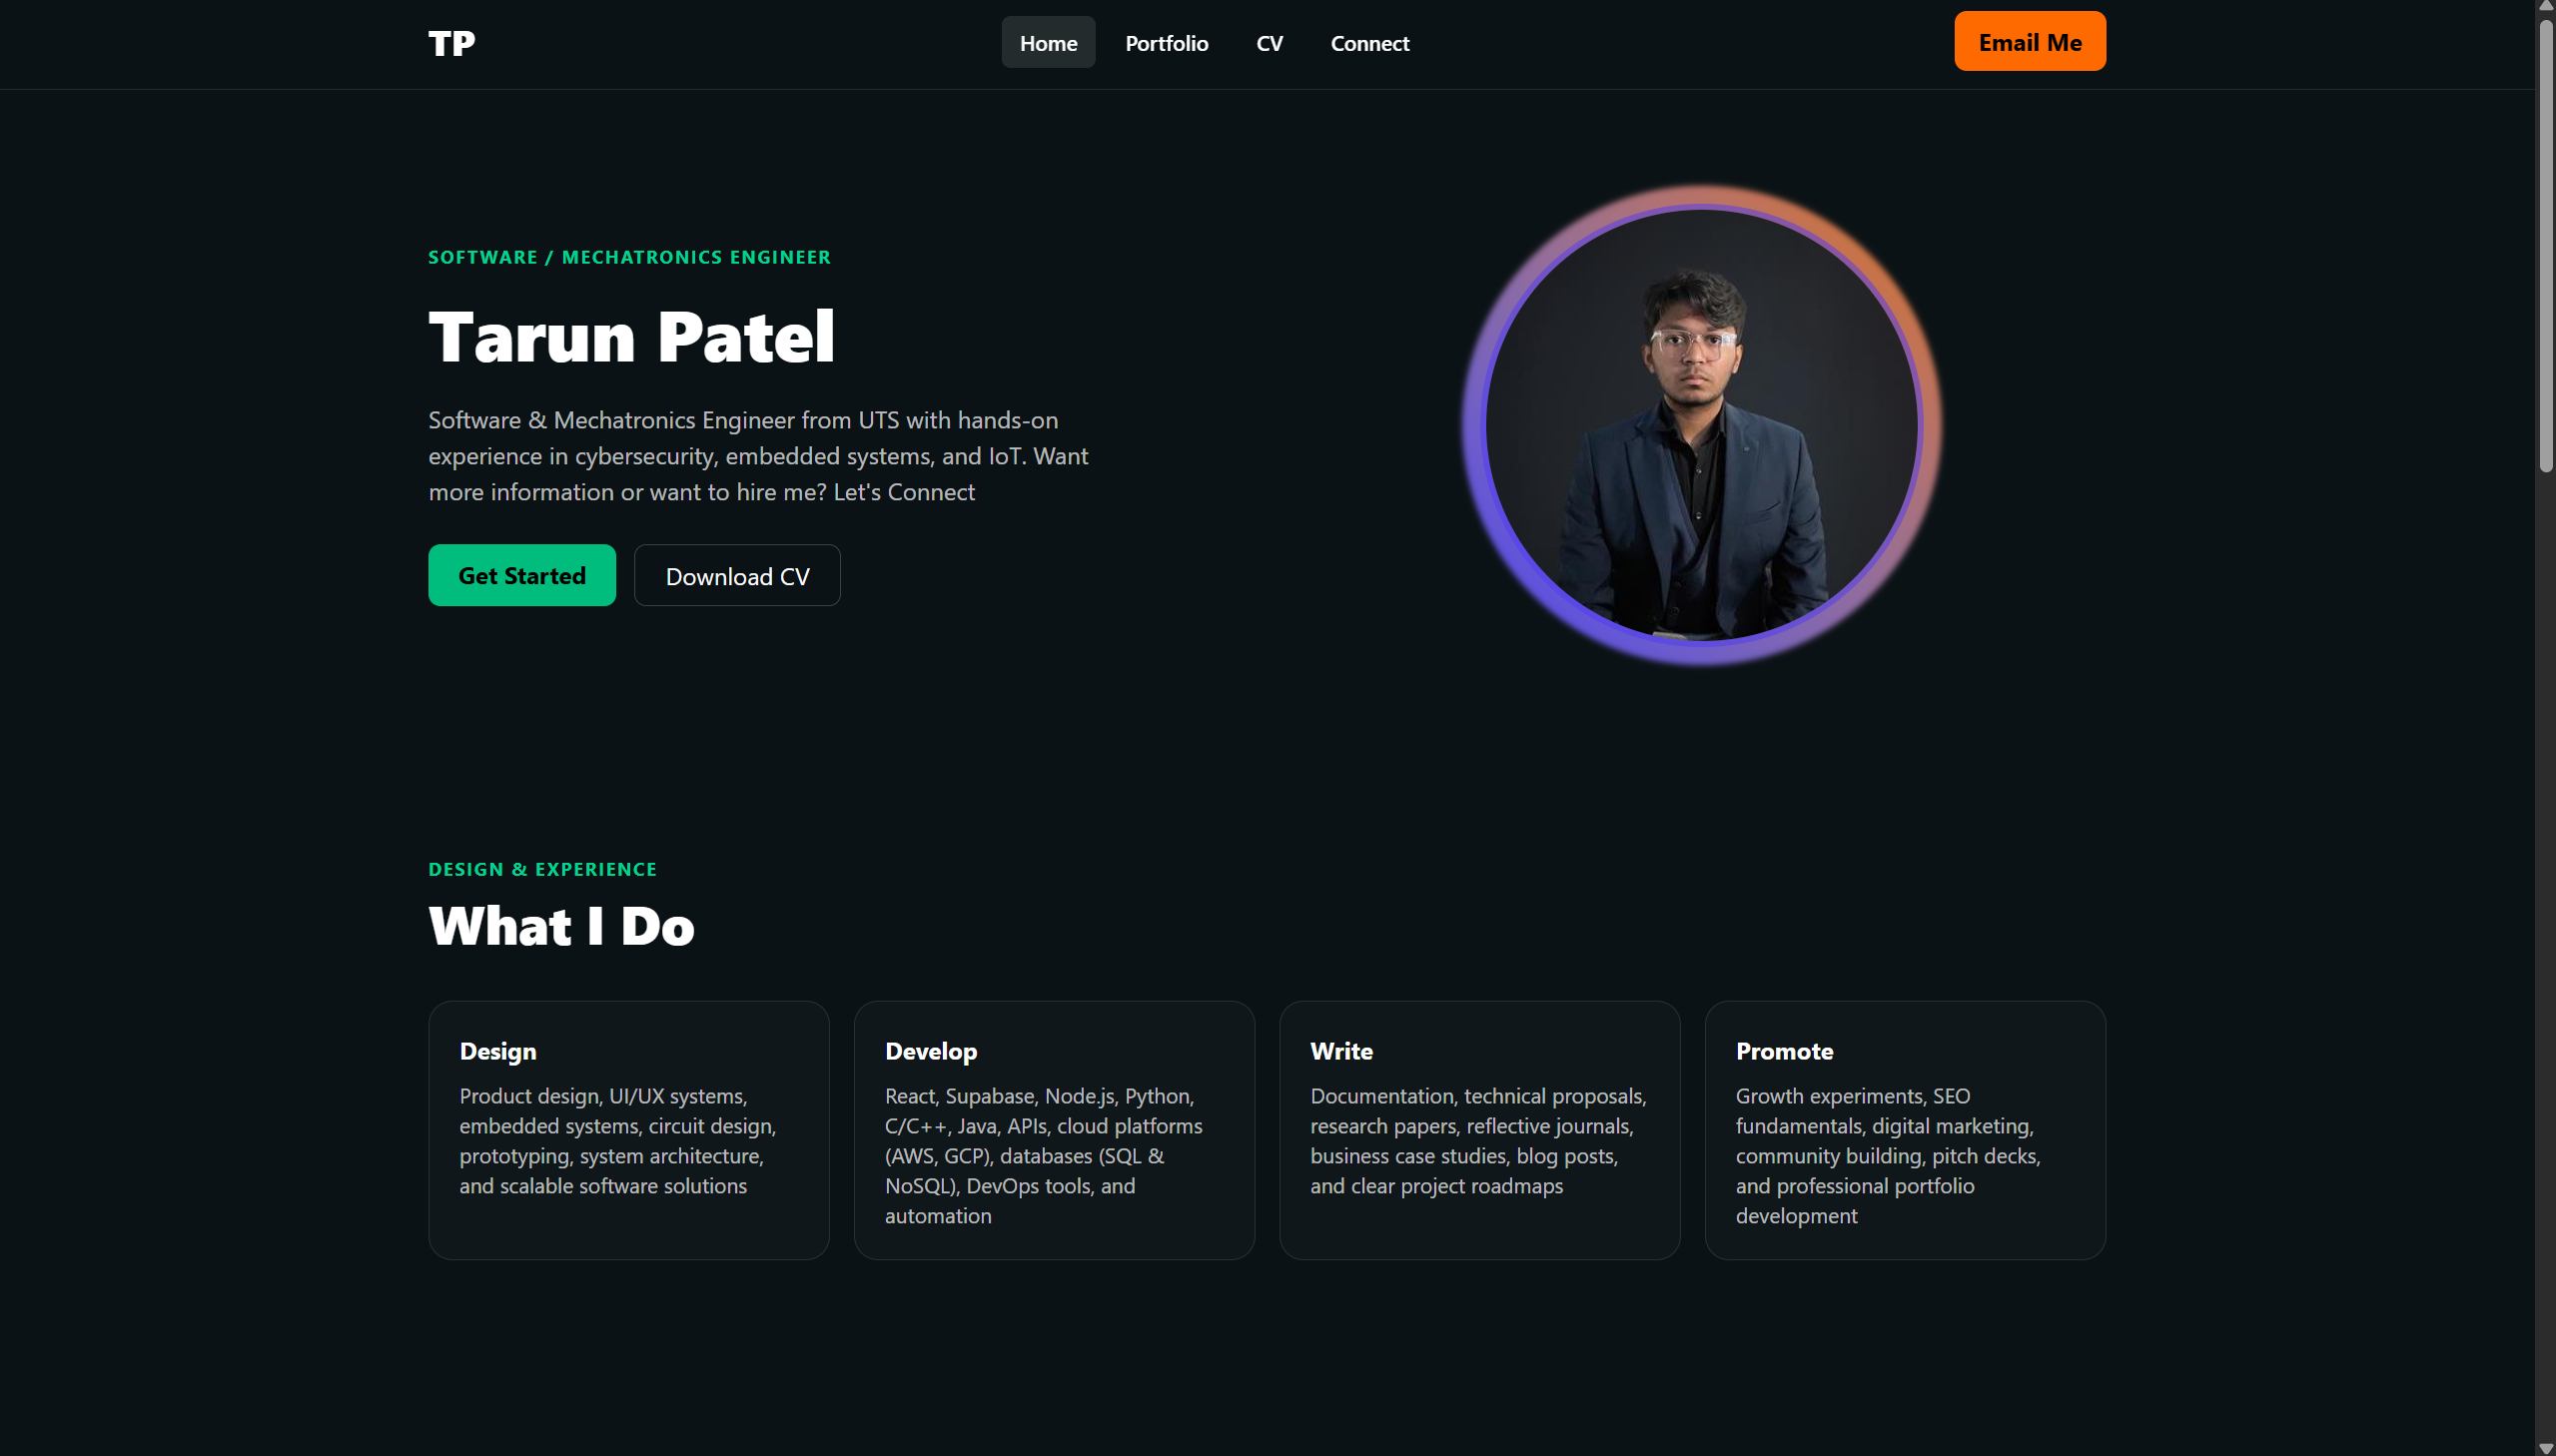 TP
Home
Portfolio
CV
Connect
Email Me
SOFTWARE / MECHATRONICS ENGINEER
Tarun Patel
Software & Mechatronics Engineer from UTS with hands-on
experience in cybersecurity, embedded systems, and IoT. Want
more information or want to hire me? Let's Connect
Get Started
Download CV
DESIGN & EXPERIENCE
What I Do
Design
Product design, UI/UX systems,
embedded systems, circuit design,
prototyping, system architecture,
and scalable software solutions
Develop
React, Supabase, Node.js, Python,
C/C++, Java, APIs, cloud platforms
(AWS, GCP), databases (SQL &
NoSQL), DevOps tools, and
automation
Write
Documentation, technical proposals,
research papers, reflective journals,
business case studies, blog posts,
and clear project roadmaps
Promote
Growth experiments, SEO
fundamentals, digital marketing,
community building, pitch decks,
and professional portfolio
development